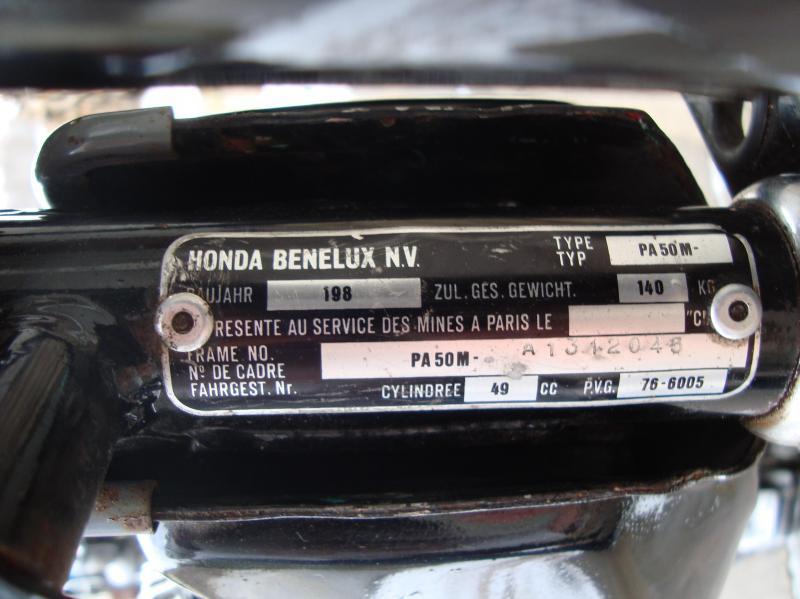 HONDA BENELUX N.V. TYPE TYP PA50M-
BAUJAHR 198 ZUL. GES. GEWICHT. 140 KG
PRESENTE AU SERVICE DES MINES A PARIS LE "C!
FRAME NO.
Nº DE CADRE PA50M- A1342046
FAHRGEST. Nr. CYLINDREE 49 CC P.V.G. 76-6005